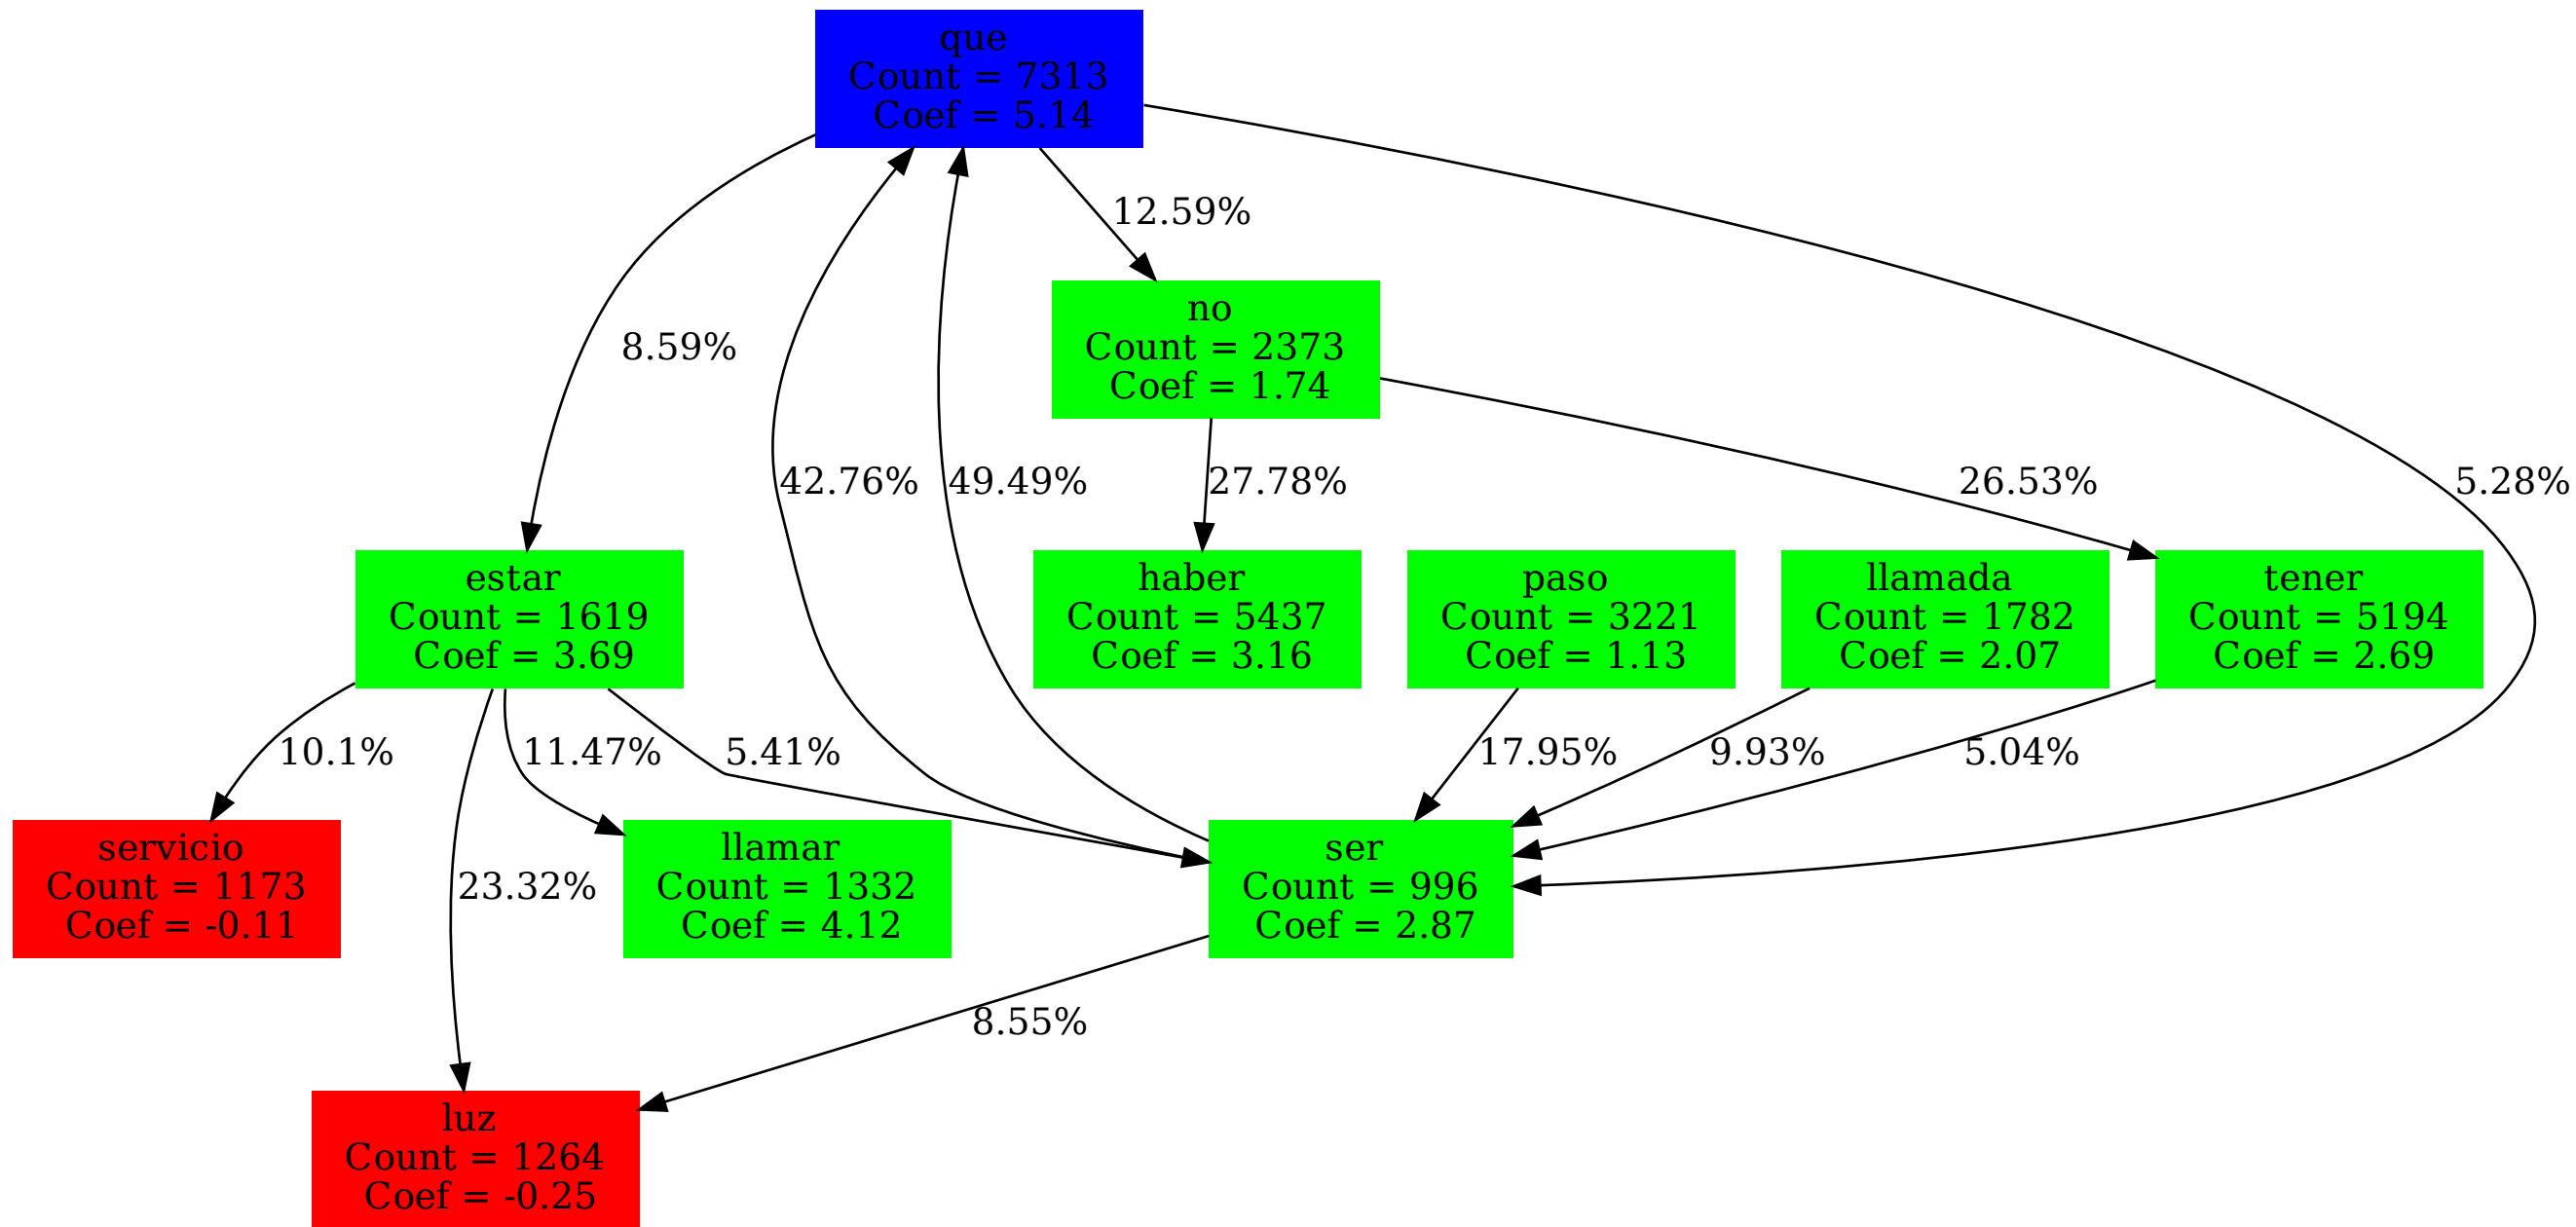 que
Count = 7313
Coef = 5.14
12.59%
no
Count = 2373
Coef = 1.74
8.59%
42.76%
49.49%
27.78%
26.53%
5.28%
estar
Count = 1619
Coef = 3.69
haber
Count = 5437
Coef = 3.16
paso
Count = 3221
Coef = 1.13
llamada
Count = 1782
Coef = 2.07
tener
Count = 5194
Coef = 2.69
10.1%
11.47%
5.41%
17.95%
9.93%
5.04%
servicio
Count = 1173
Coef = -0.11
23.32%
llamar
Count = 1332
Coef = 4.12
ser
Count = 996
Coef = 2.87
8.55%
luz
Count = 1264
Coef = -0.25